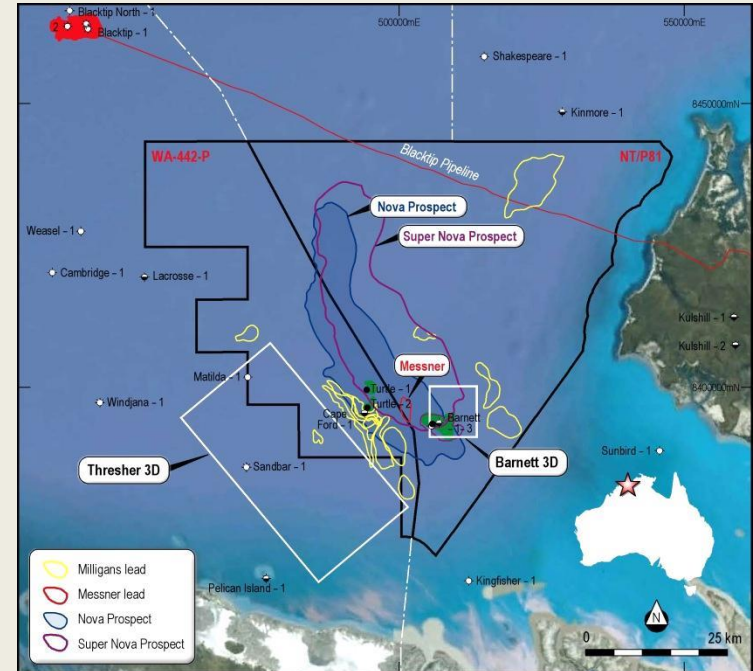 500000mE
550000mE
Blacktip North – 1
2
Blacktip – 1
Shakespeare – 1
8450000mN
Kinmore – 1
WA-442-P
Blacktip Pipeline
NT/P81
Nova Prospect
Weasel – 1
Super Nova Prospect
Cambridge – 1
Lacrosse – 1
Kulshill – 1
Kulshill – 2
Messner
Matilda – 1
Turtle – 1
8400000mN
Windjana – 1
Turtle – 2
Cape
Ford – 1
Barnett
Sunbird – 1
Thresher 3D
Sandbar – 1
Barnett 3D
Milligans lead
Messner lead
Nova Prospect
Super Nova Prospect
Pelican Island – 1
Kingfisher – 1
N
0
25 km